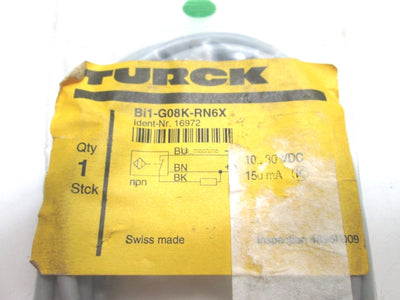 TURCK
Bi1-G08K-RN6X
Ident-Nr. 16972
Qty
1
Stck
BU
BN
BK
npn
10...30 VDC
150 mA
Swiss made
Inspection